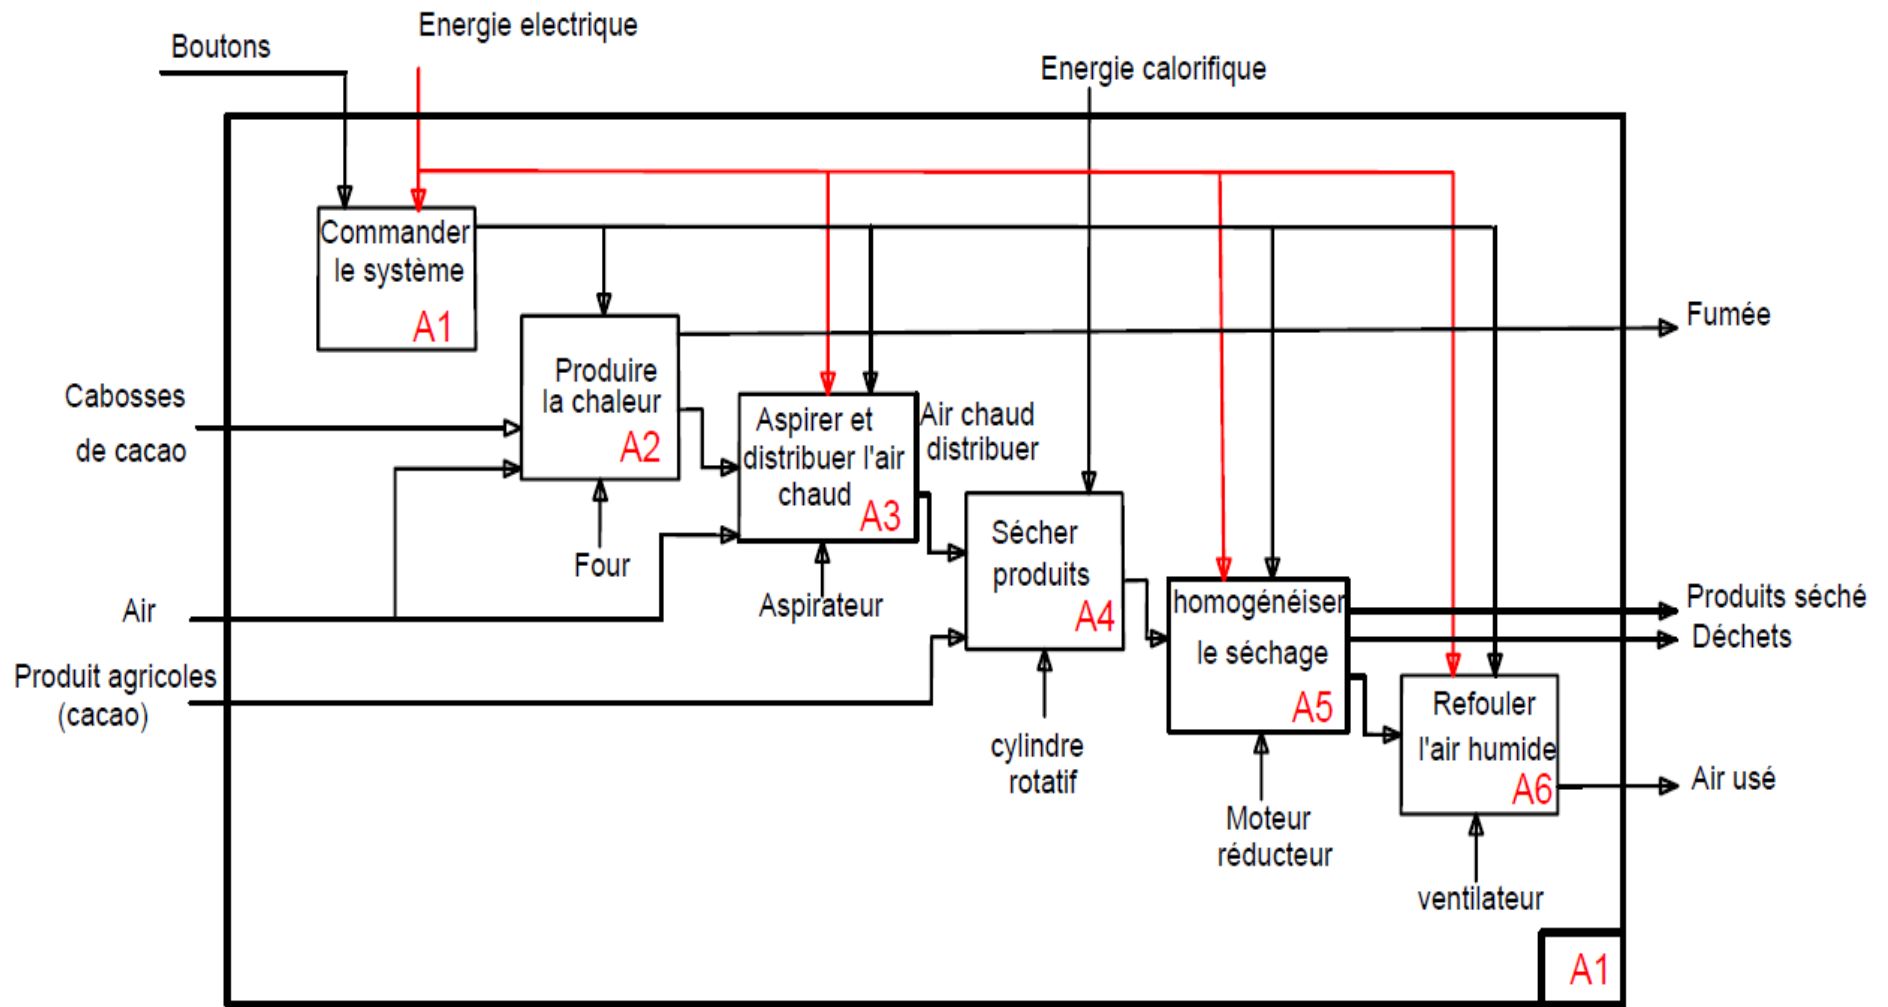 Energie electrique
Boutons
Energie calorifique
Commander
le système
A1
Fumée
Produire
la chaleur
A2
Cabosses
de cacao
Aspirer et
distribuer l'air
chaud
A3
Air chaud
distribuer
Sécher
produits
A4
Four
Aspirateur
Air
homogénéiser
le séchage
A5
Produits séché
Déchets
Produit agricoles
(cacao)
Refouler
l'air humide
A6
cylindre
rotatif
Air usé
Moteur
réducteur
ventilateur
A1